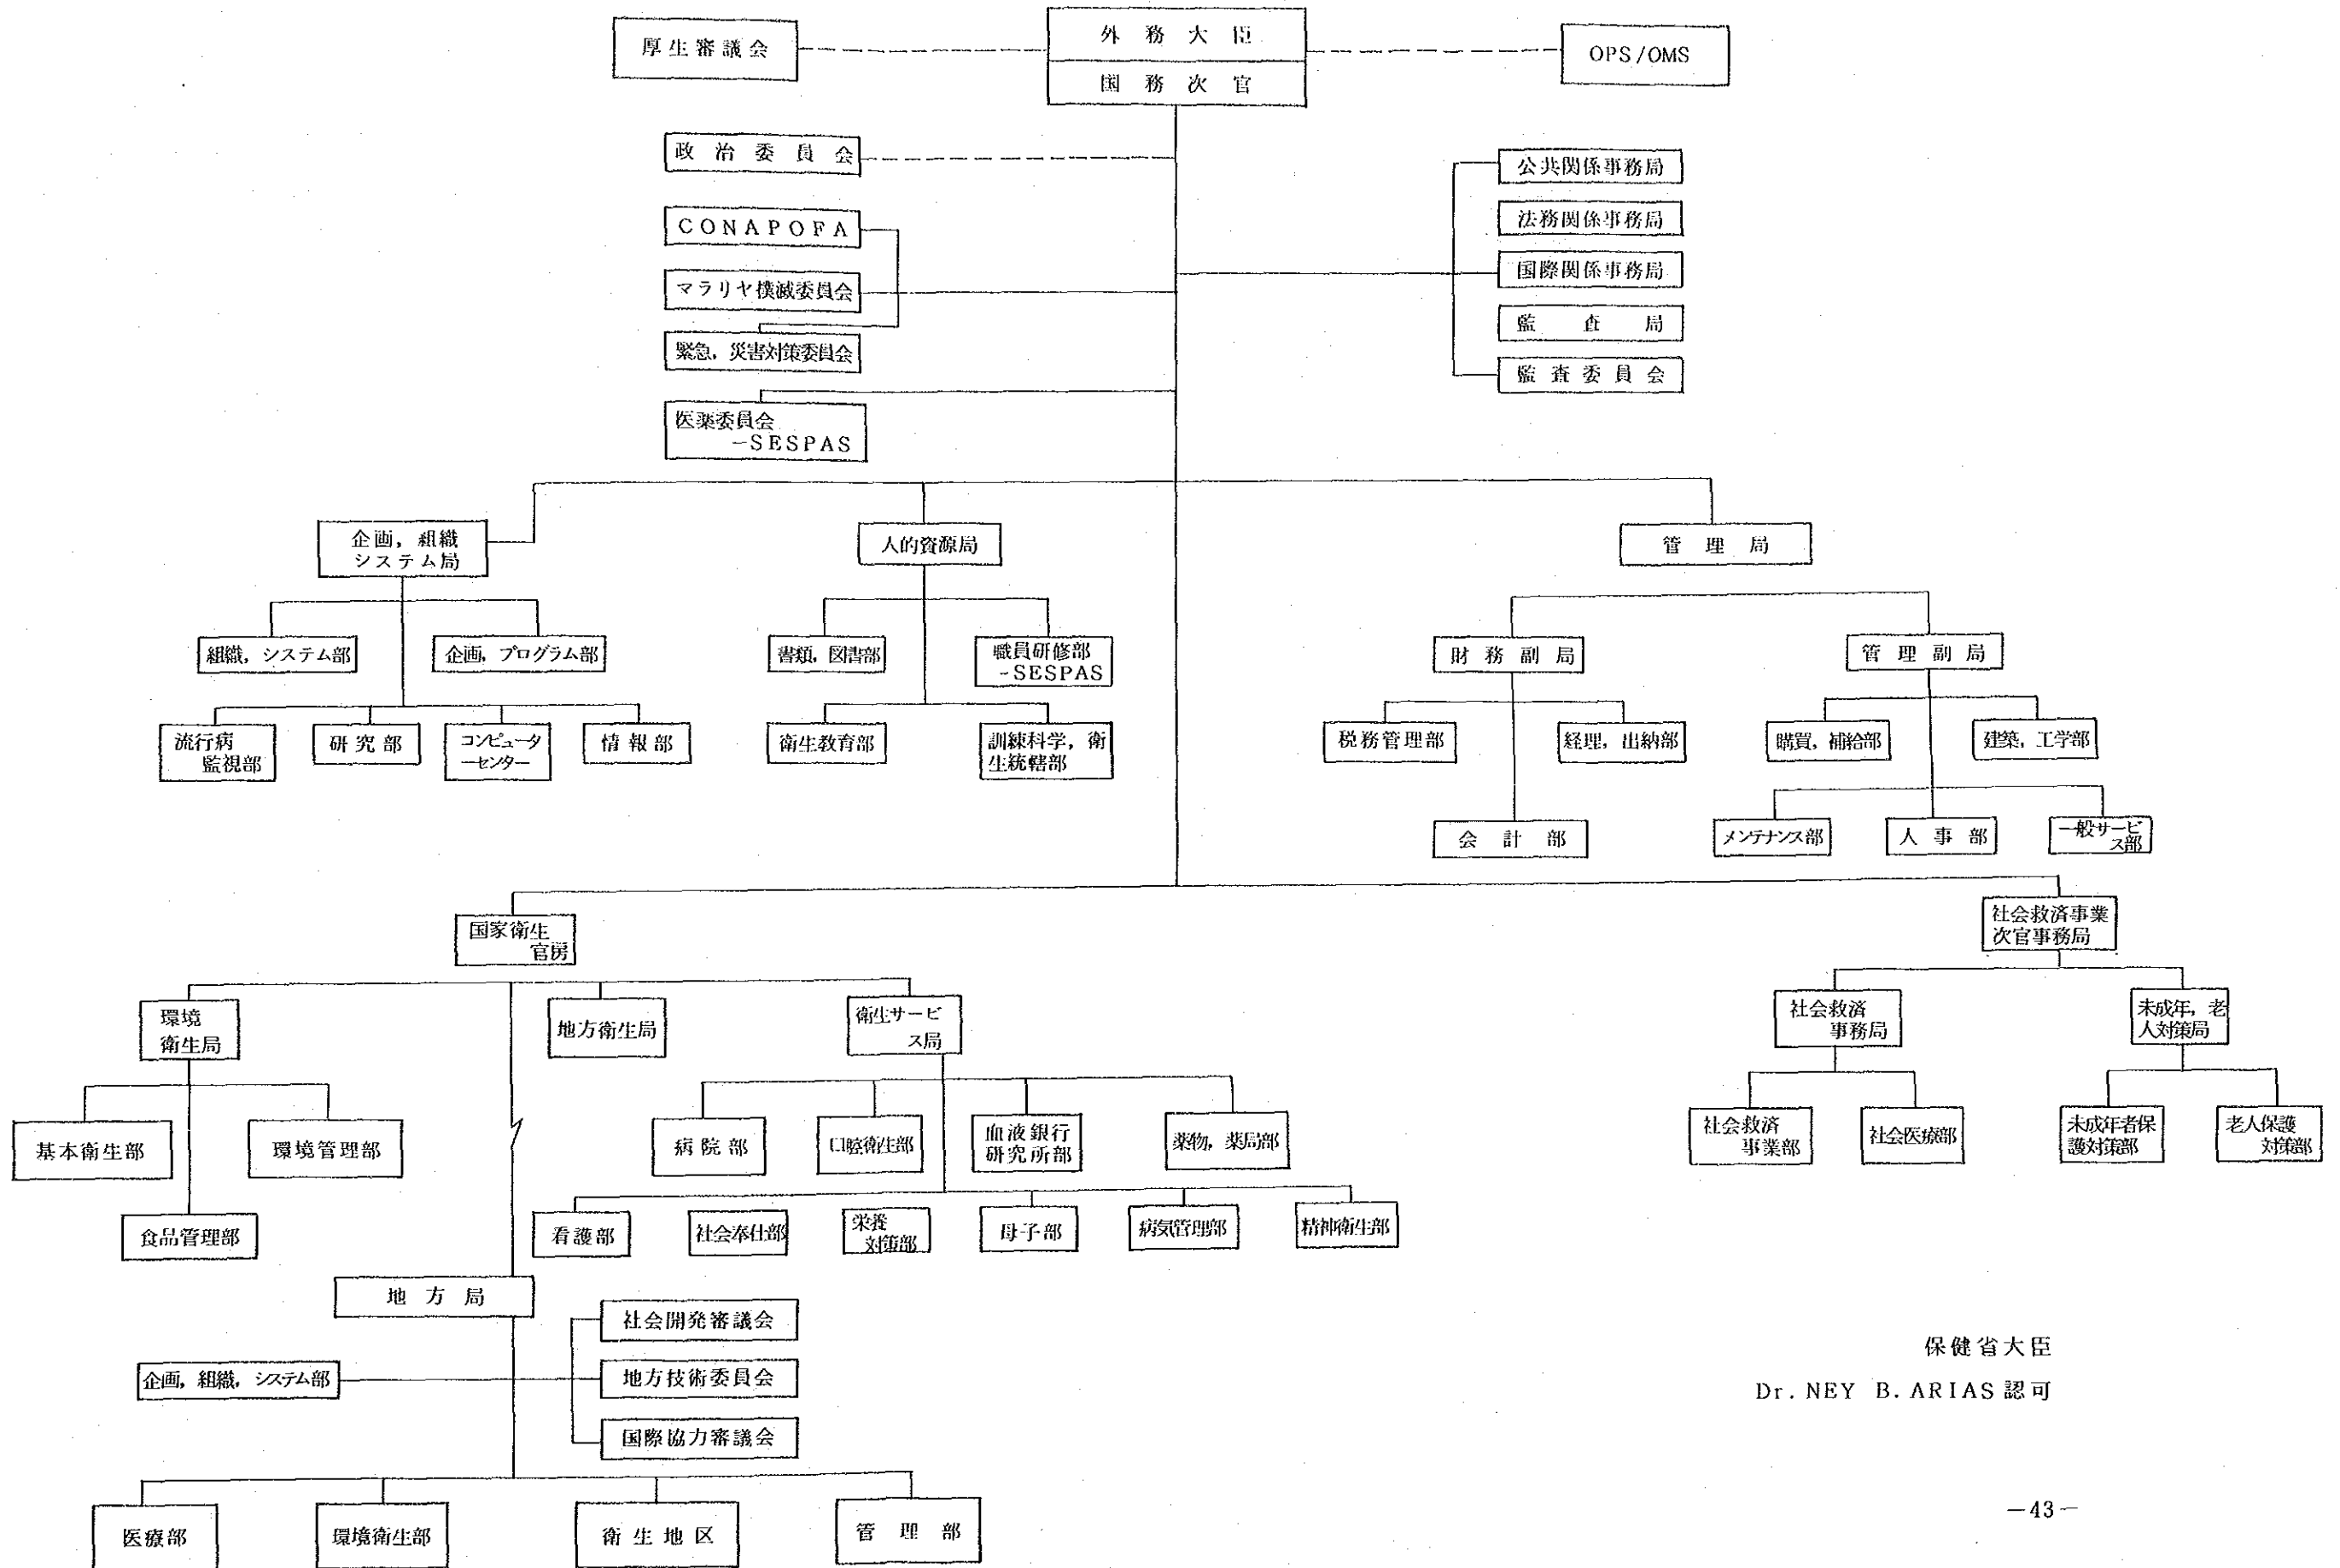 厚生審議会
外務大臣
国務次官
OPS/OMS
政治委員会
CONAPOFA
マラリヤ撲滅委員会
緊急,災害対策委員会
医薬委員会
-SESPAS
公共関係事務局
法務関係事務局
国際関係事務局
監査局
監査委員会
企画,組織
システム局
人的資源局
管理局
組織,システム部
企画,プログラム部
書類,図書部
職員研修部
-SESPAS
財務副局
管理副局
流行病
監視部
研究部
コンピュータ
ーセンター
情報部
衛生教育部
訓練科学,衛
生統轄部
税務管理部
経理,出納部
購買,補給部
建築,工学部
会計部
メンテナンス部
人事部
一般サービ
ス部
国家衛生
官房
社会救済事業
次官事務局
環境
衛生局
地方衛生局
衛生サービ
ス局
社会救済
事務局
未成年,老
人対策局
基本衛生部
環境管理部
病院部
口腔衛生部
血液銀行
研究所部
薬物,薬局部
社会救済
事業部
社会医療部
未成年者保
護対策部
老人保護
対策部
食品管理部
看護部
社会奉仕部
栄養
対策部
母子部
病気管理部
精神衛生部
地方局
社会開発審議会
企画,組織,システム部
地方技術委員会
国際協力審議会
医療部
環境衛生部
衛生地区
管理部
保健省大臣
Dr. NEY B. ARIAS 認可
-43-